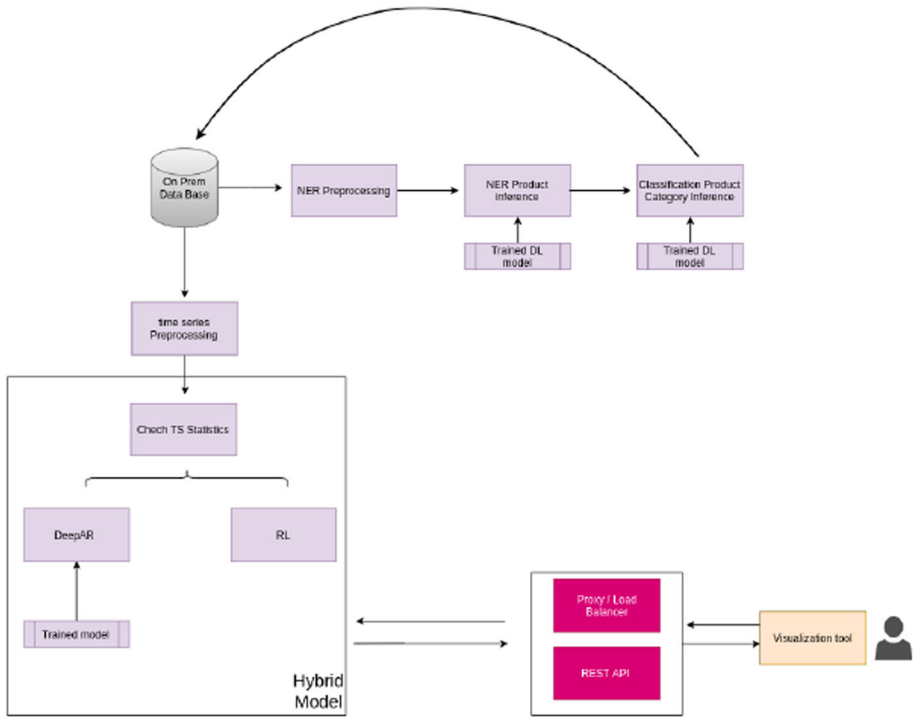 On Prem
Data Base
NER Preprocessing
NER Product
inference
Classification Product
Category Inference
Trained DL
model
Trained DL
model
time series
Preprocessing
Chech TS Statistics
DeepAR
RL
Trained model
Hybrid
Model
Proxy / Load
Balancer
REST API
Visualization tool